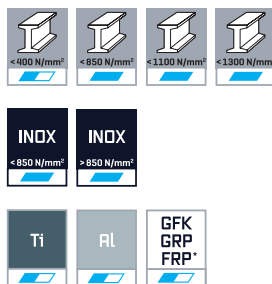 <400 N/mm² <850 N/mm² <1100 N/mm² <1300 N/mm²
INOX INOX
<850 N/mm² >850 N/mm²
Ti Al GFK
GRP
FRP*